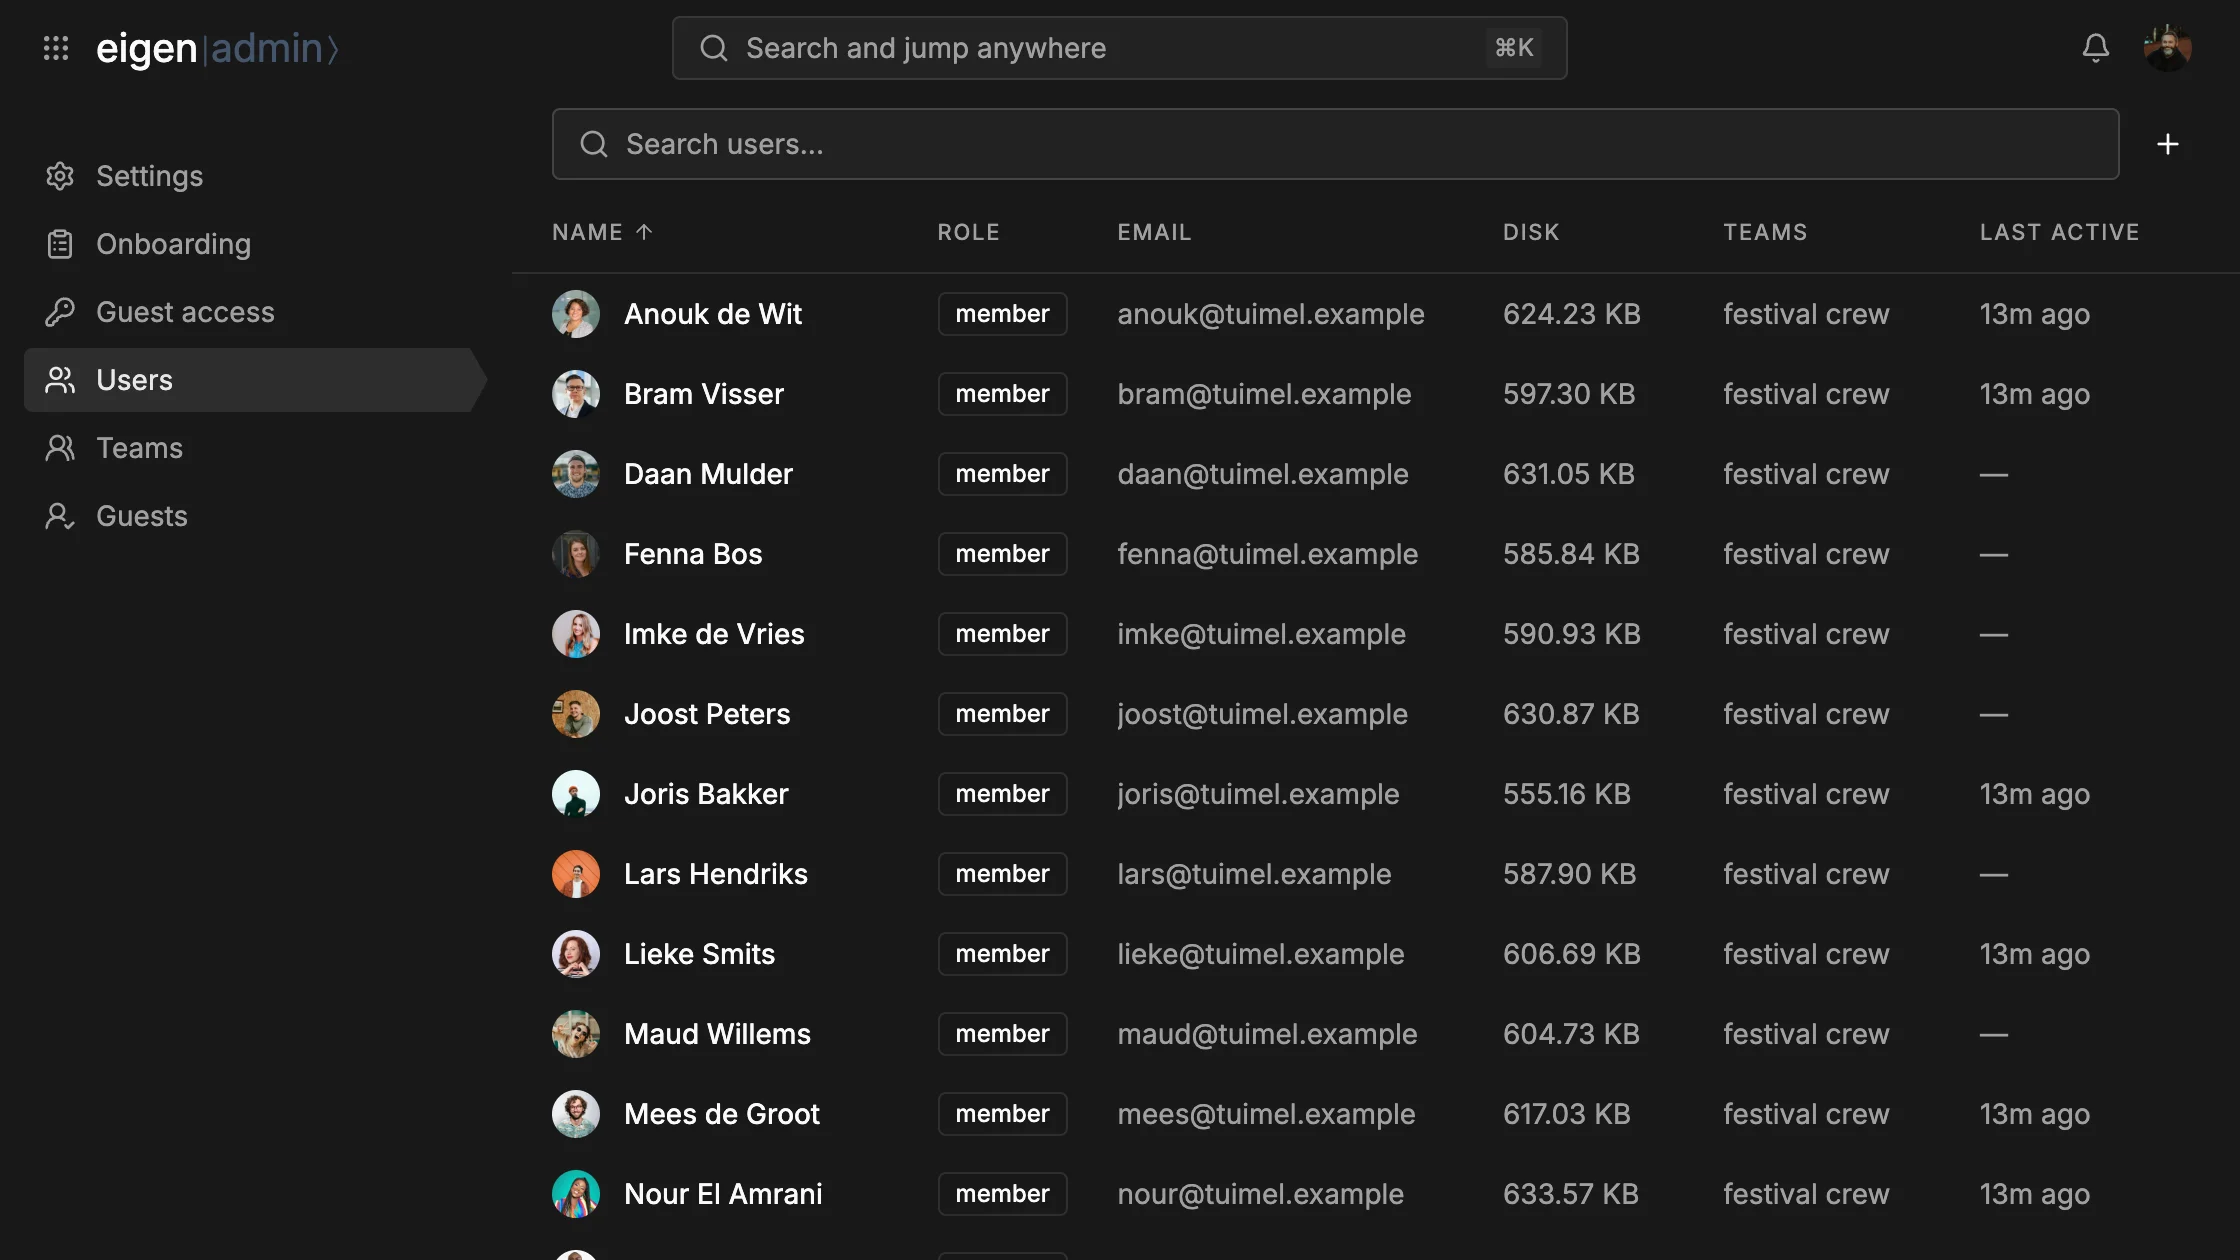 eigen|admin⟩
Search and jump anywhere ⌘K
Settings
Onboarding
Guest access
Users
Teams
Guests
Search users...
NAME ↑ ROLE EMAIL DISK TEAMS LAST ACTIVE
Anouk de Wit member anouk@tuimel.example 624.23 KB festival crew 13m ago
Bram Visser member bram@tuimel.example 597.30 KB festival crew 13m ago
Daan Mulder member daan@tuimel.example 631.05 KB festival crew —
Fenna Bos member fenna@tuimel.example 585.84 KB festival crew —
Imke de Vries member imke@tuimel.example 590.93 KB festival crew —
Joost Peters member joost@tuimel.example 630.87 KB festival crew —
Joris Bakker member joris@tuimel.example 555.16 KB festival crew 13m ago
Lars Hendriks member lars@tuimel.example 587.90 KB festival crew —
Lieke Smits member lieke@tuimel.example 606.69 KB festival crew 13m ago
Maud Willems member maud@tuimel.example 604.73 KB festival crew —
Mees de Groot member mees@tuimel.example 617.03 KB festival crew 13m ago
Nour El Amrani member nour@tuimel.example 633.57 KB festival crew 13m ago